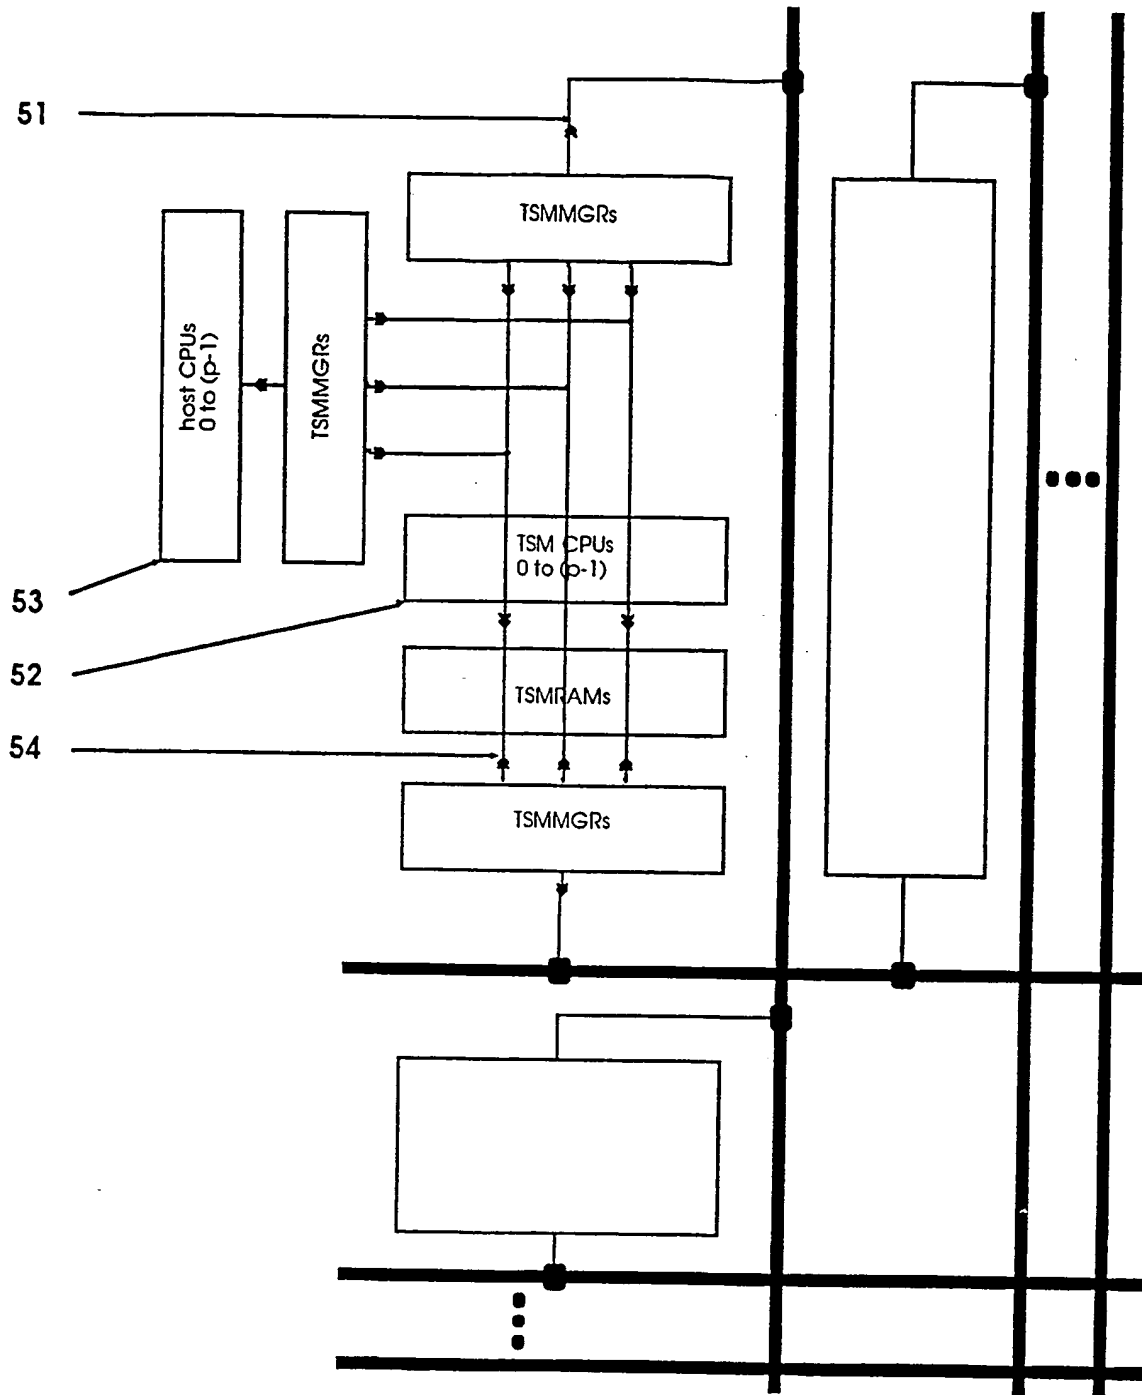 51
TSMMGRs
host CPUs
0 to (p-1)
TSMMGRs
TSM CPUs
0 to (p-1)
53
52
TSMRAMs
54
TSMMGRs